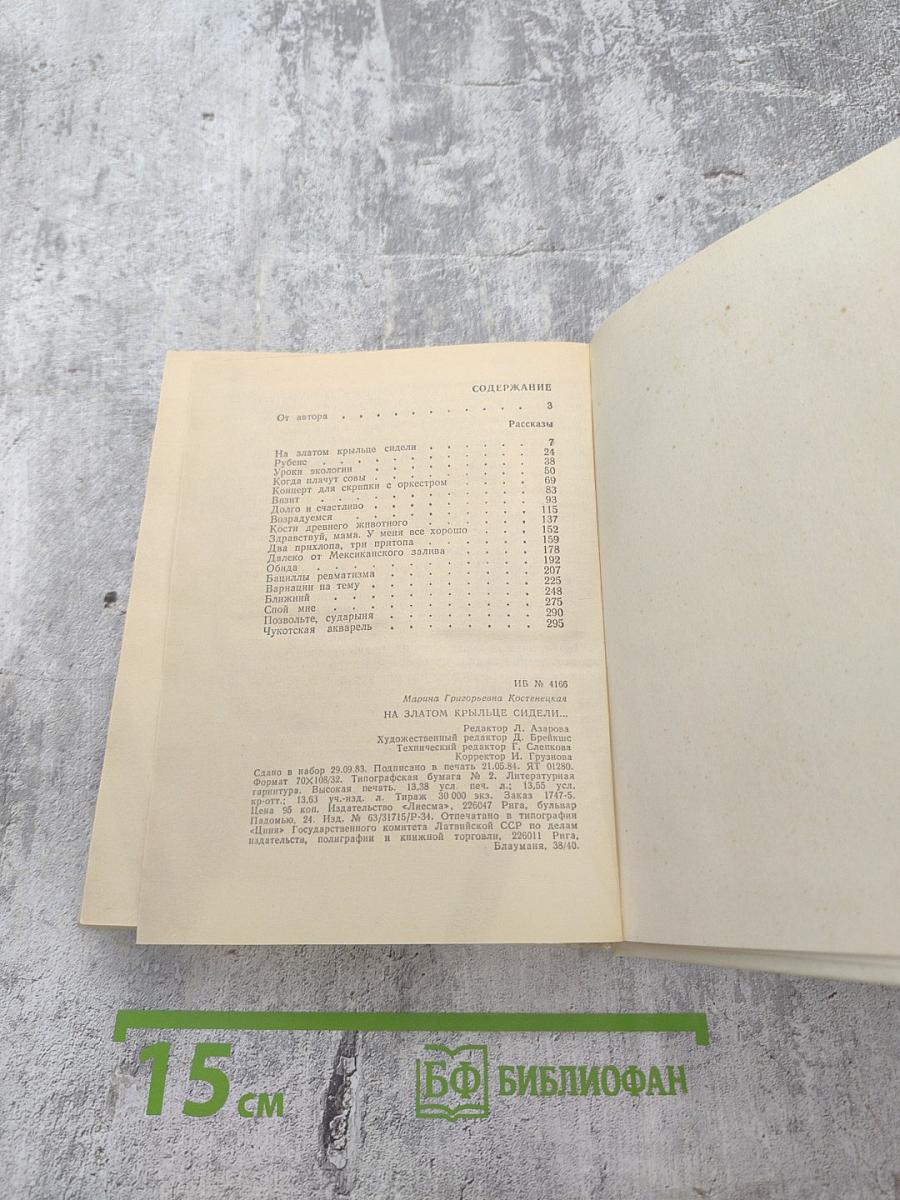 СОДЕРЖАНИЕ
От автора . . . . . . . . . . . 3
Рассказы
На златом крыльце сидели . . . . . . 7
Рубенс . . . . . . . . . . . 24
Уроки экологии . . . . . . . . . 38
Когда плачут совы . . . . . . . . 50
Концерт для скрипки с оркестром . . . . . 69
Визит . . . . . . . . . . . 83
Долго и счастливо . . . . . . . . 93
Возрадуемся . . . . . . . . . . 115
Кости древнего животного . . . . . . 137
Здравствуй, мама. У меня все хорошо . . . . 152
Два прихлопа, три притопа . . . . . . 159
Далеко от Мексиканского залива . . . . . 178
Обида . . . . . . . . . . . 192
Бациллы ревматизма . . . . . . . . 207
Вариации на тему . . . . . . . . 225
Ближний . . . . . . . . . . 248
Спой мне . . . . . . . . . . 275
Позвольте, сударыня . . . . . . . . 290
Чукотская акварель . . . . . . . . 295
ИБ № 4166
Марина Григорьевна Костенецкая
НА ЗЛАТОМ КРЫЛЬЦЕ СИДЕЛИ...
Редактор Л. Азарова
Художественный редактор Д. Брейкшс
Технический редактор Г. Слепкова
Корректор И. Грузнова
Сдано в набор 29.09.83. Подписано в печать 21.05.84. ЯТ 01280.
Формат 70×108/32. Типографская бумага № 2. Литературная
гарнитура. Высокая печать. 13,38 усл. печ. л.; 13,55 усл.
кр-отт.; 13,63 уч.-изд. л. Тираж 30 000 экз. Заказ 1747-5.
Цена 95 коп. Издательство «Лиесма», 226047 Рига, бульвар
Падомью, 24. Изд. № 63/31715/Р-34. Отпечатано в типографии
«Циня» Государственного комитета Латвийской ССР по делам
издательств, полиграфии и книжной торговли, 226011 Рига,
Блауманя, 38/40.
15 см
БФ БИБЛИОФАН